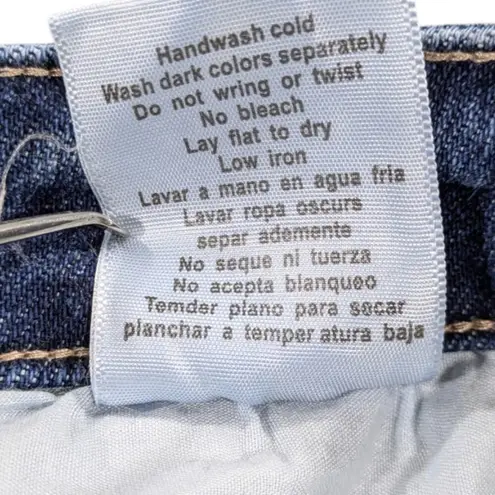 Handwash cold
Wash dark colors separately
Do not wring or twist
No bleach
Lay flat to dry
Low iron
Lavar a mano en agua fria
Lavar ropa oscurs
separ ademente
No seque ni tuerza
No acepta blanqueo
Temder plano para secar
planchar a temper atura baja